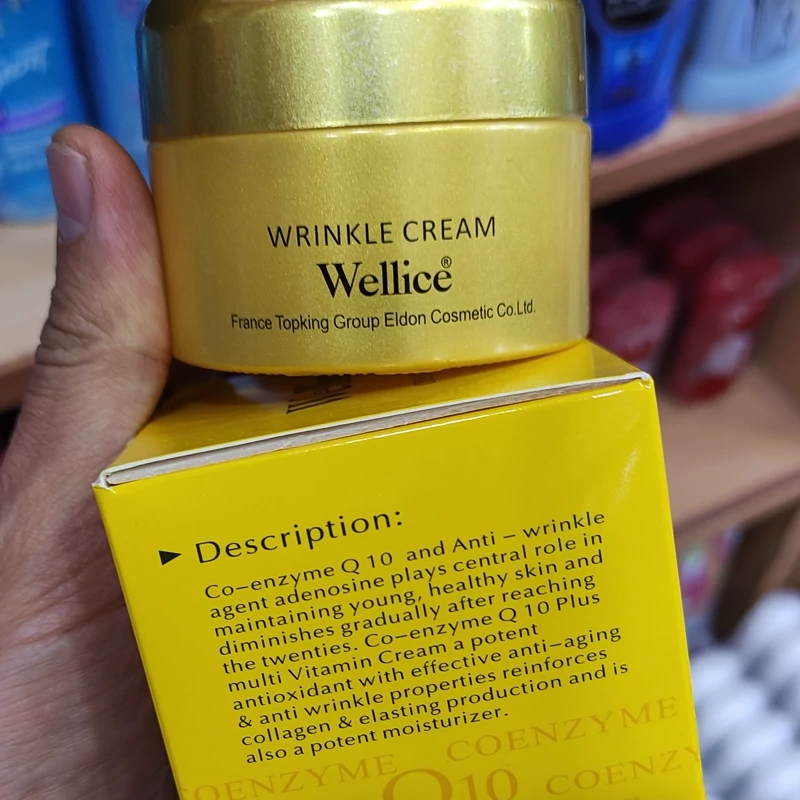 WRINKLE CREAM
Wellice®
France Topking Group Eldon Cosmetic Co.Ltd.
► Description:
Co-enzyme Q 10 and Anti – wrinkle
agent adenosine plays central role in
maintaining young, healthy skin and
diminishes gradually after reaching
the twenties. Co-enzyme Q 10 Plus
multi Vitamin Cream a potent
antioxidant with effective anti-aging
& anti wrinkle properties reinforces
collagen & elasting production and is
also a potent moisturizer.
COENZYME
COENZYME
Q10